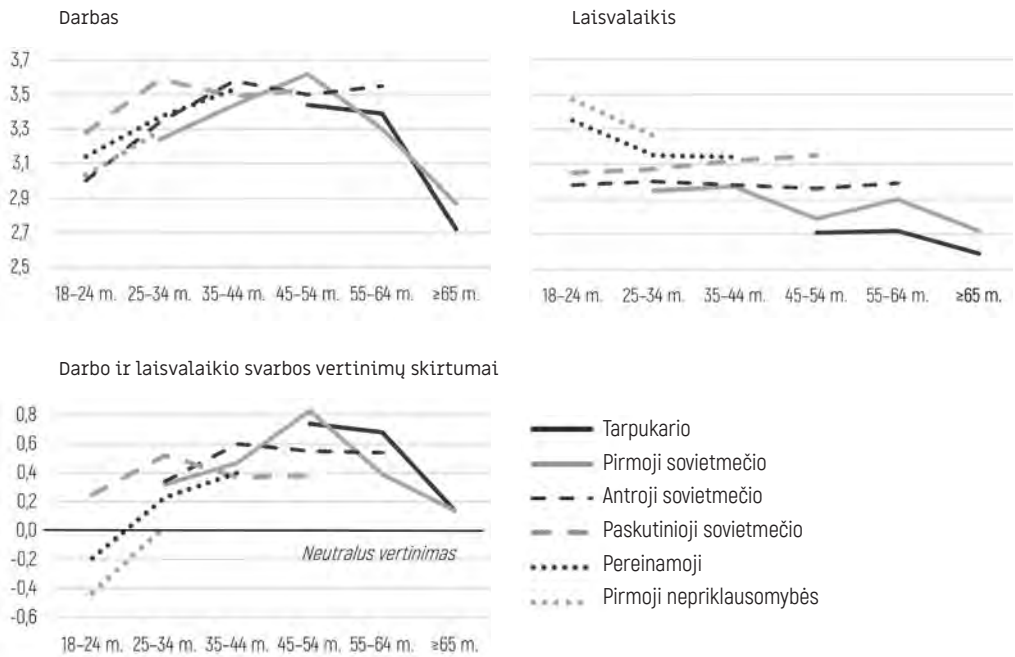 Darbas
3,7
3,5
3,3
3,1
2,9
2,7
2,5
18–24 m. 25–34 m. 35–44 m. 45–54 m. 55–64 m. ≥65 m.
Laisvalaikis
18–24 m. 25–34 m. 35–44 m. 45–54 m. 55–64 m. ≥65 m.
Darbo ir laisvalaikio svarbos vertinimų skirtumai
0,8
0,6
0,4
0,2
0,0
-0,2
-0,4
-0,6
Neutralus vertinimas
18–24 m. 25–34 m. 35–44 m. 45–54 m. 55–64 m. ≥65 m.
Tarpukario
Pirmoji sovietmečio
Antroji sovietmečio
Paskutinioji sovietmečio
Pereinamoji
Pirmoji nepriklausomybės